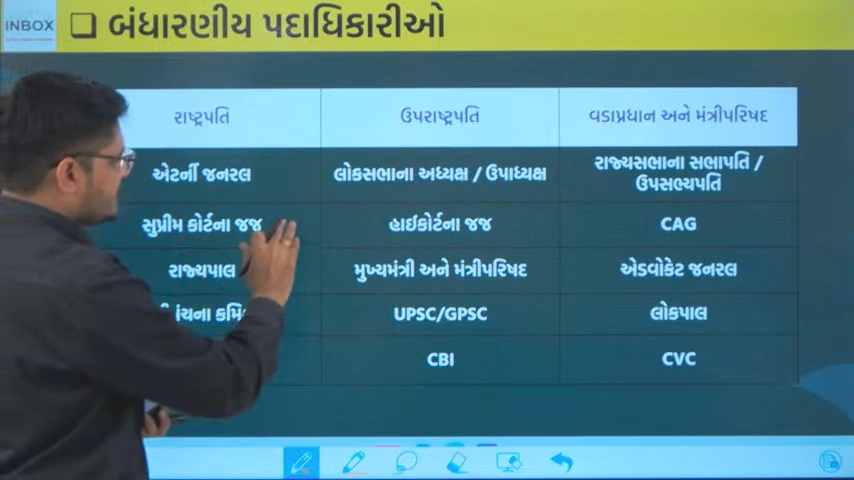 INBOX
❑ બંધારણીય પદાધિકારીઓ
રાષ્ટ્રપતિ
ઉપરાષ્ટ્રપતિ
વડાપ્રધાન અને મંત્રીપરિષદ
એટર્ની જનરલ
લોકસભાના અધ્યક્ષ / ઉપાધ્યક્ષ
રાજ્યસભાના સભાપતિ /
ઉપસભ્યપતિ
સુપ્રીમ કોર્ટના જજ
હાઈકોર્ટના જજ
CAG
રાજ્યપાલ
મુખ્યમંત્રી અને મંત્રીપરિષદ
એડવોકેટ જનરલ
UPSC/GPSC
લોકપાલ
CBI
CVC